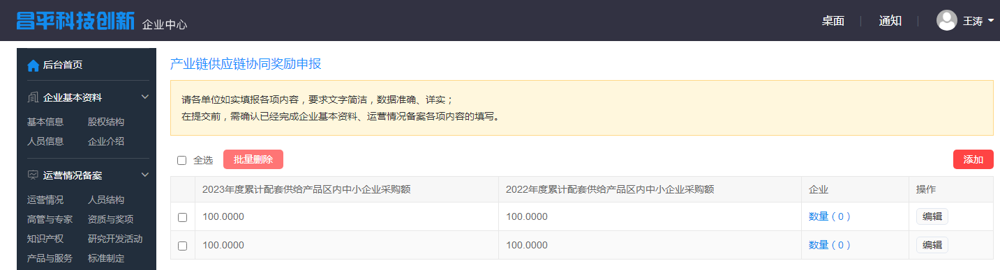 昌平科技创新 企业中心 桌面 通知 王涛
后台首页
企业基本资料
基本信息 股权结构
人员信息 企业介绍
运营情况备案
运营情况 人员结构
高管与专家 资质与奖项
知识产权 研究开发活动
产品与服务 标准制定
产业链供应链协同奖励申报
请各单位如实填报各项内容，要求文字简洁，数据准确、详实；
在提交前，需确认已经完成企业基本资料、运营情况备案各项内容的填写。
全选 批量删除 添加
2023年度累计配套供给产品区内中小企业采购额 2022年度累计配套供给产品区内中小企业采购额 企业 操作
100.0000 100.0000 数量（0） 编辑
100.0000 100.0000 数量（0） 编辑